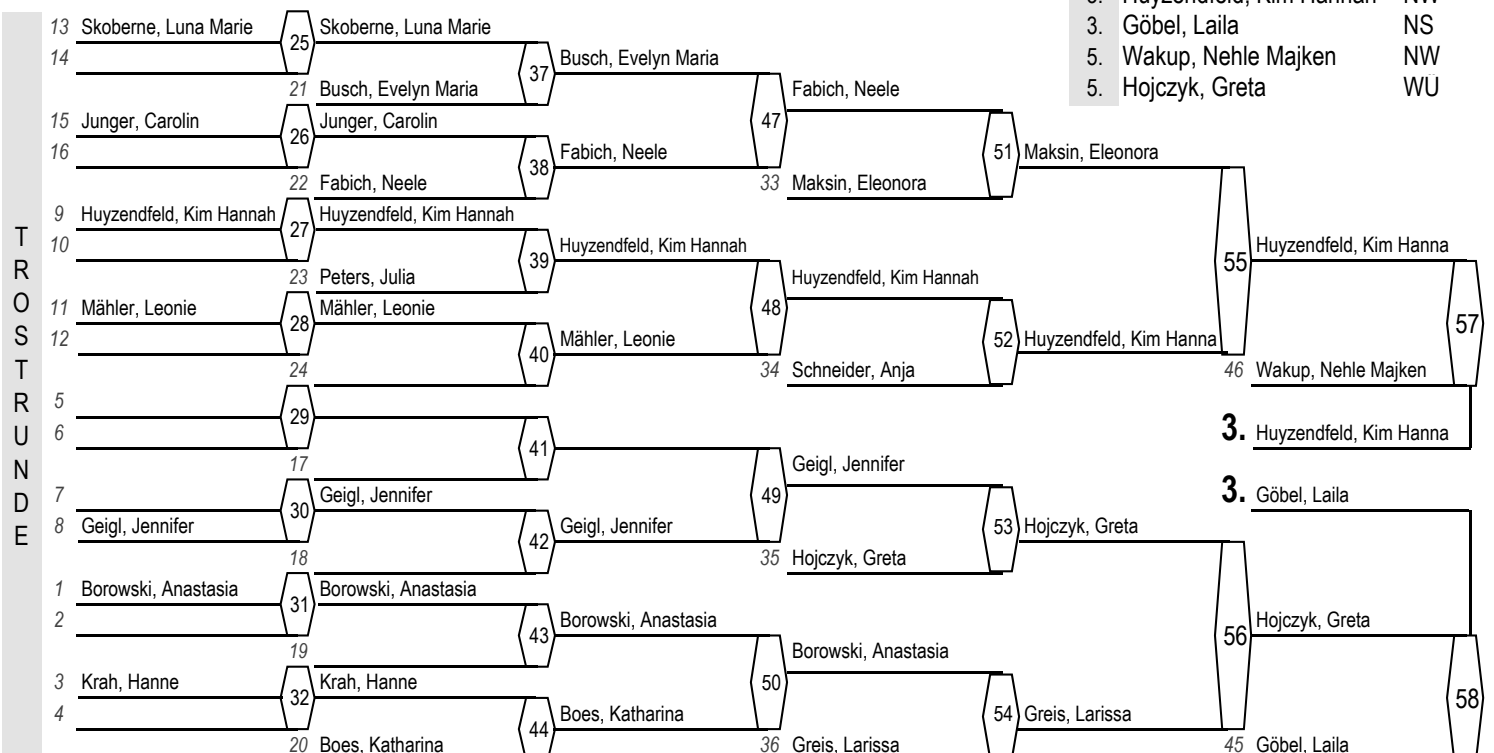 3. Huyzendfeld, Kim Hannah NW
3. Göbel, Laila NS
5. Wakup, Nehle Majken NW
5. Hojczyk, Greta WÜ
TROSTRUNDE
13 Skoberne, Luna Marie 25 Skoberne, Luna Marie
14 37 Busch, Evelyn Maria
21 Busch, Evelyn Maria Fabich, Neele
15 Junger, Carolin 26 Junger, Carolin 47
16 38 Fabich, Neele 51 Maksin, Eleonora
22 Fabich, Neele 33 Maksin, Eleonora
9 Huyzendfeld, Kim Hannah 27 Huyzendfeld, Kim Hannah
10 39 Huyzendfeld, Kim Hannah 55 Huyzendfeld, Kim Hanna
23 Peters, Julia Huyzendfeld, Kim Hannah
11 Mähler, Leonie 28 Mähler, Leonie 48 57
12 40 Mähler, Leonie 52 Huyzendfeld, Kim Hanna
24 34 Schneider, Anja 46 Wakup, Nehle Majken
5 29
6 41 3. Huyzendfeld, Kim Hanna
17 Geigl, Jennifer
7 30 Geigl, Jennifer 49 3. Göbel, Laila
8 Geigl, Jennifer 42 Geigl, Jennifer 53 Hojczyk, Greta
18 35 Hojczyk, Greta
1 Borowski, Anastasia 31 Borowski, Anastasia
2 43 Borowski, Anastasia 56 Hojczyk, Greta
19 Borowski, Anastasia
3 Krah, Hanne 32 Krah, Hanne 50 58
4 44 Boes, Katharina 54 Greis, Larissa
20 Boes, Katharina 36 Greis, Larissa 45 Göbel, Laila